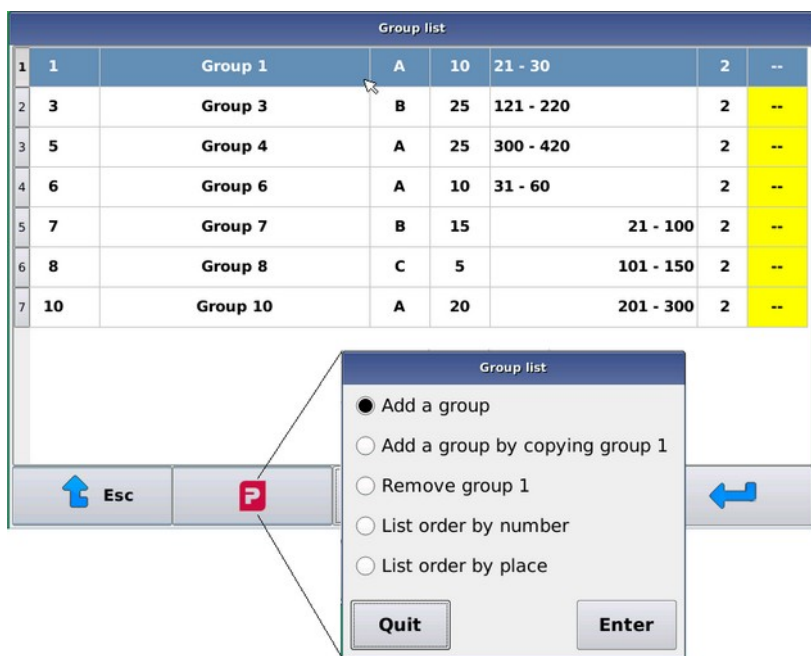 Group list
1 1 Group 1 A 10 21 - 30 2 --
2 3 Group 3 B 25 121 - 220 2 --
3 5 Group 4 A 25 300 - 420 2 --
4 6 Group 6 A 10 31 - 60 2 --
5 7 Group 7 B 15 21 - 100 2 --
6 8 Group 8 C 5 101 - 150 2 --
7 10 Group 10 A 20 201 - 300 2 --
Group list
Add a group
Add a group by copying group 1
Remove group 1
List order by number
List order by place
Esc P
Quit Enter